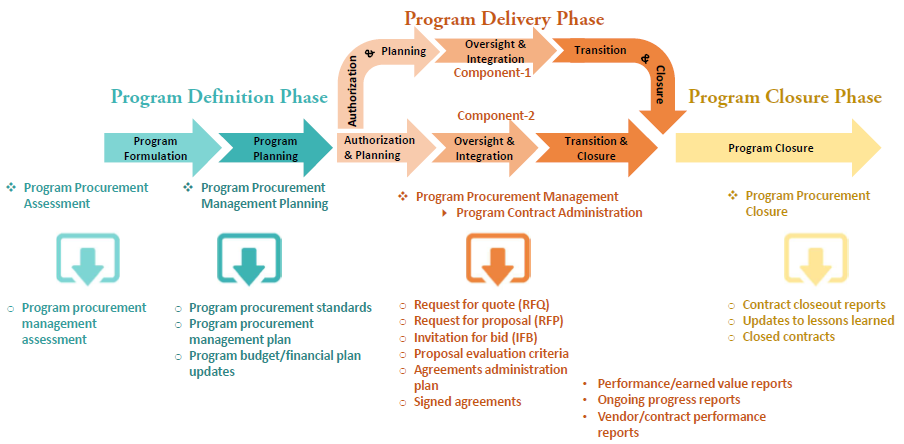 Program Delivery Phase
Authorization & Planning
Oversight &
Integration
Transition
& Closure
Component-1
Program Definition Phase
Component-2
Program Closure Phase
Program
Formulation
Program
Planning
Authorization
& Planning
Oversight &
Integration
Transition &
Closure
Program Closure
❖ Program Procurement
Assessment
❖ Program Procurement
Management Planning
❖ Program Procurement Management
Program Contract Administration
❖ Program Procurement
Closure
○ Program procurement
management
assessment
○ Program procurement standards
○ Program procurement
management plan
○ Program budget/financial plan
updates
○ Request for quote (RFQ)
○ Request for proposal (RFP)
○ Invitation for bid (IFB)
○ Proposal evaluation criteria
○ Agreements administration
plan
○ Signed agreements
• Performance/earned value reports
• Ongoing progress reports
• Vendor/contract performance
reports
○ Contract closeout reports
○ Updates to lessons learned
○ Closed contracts